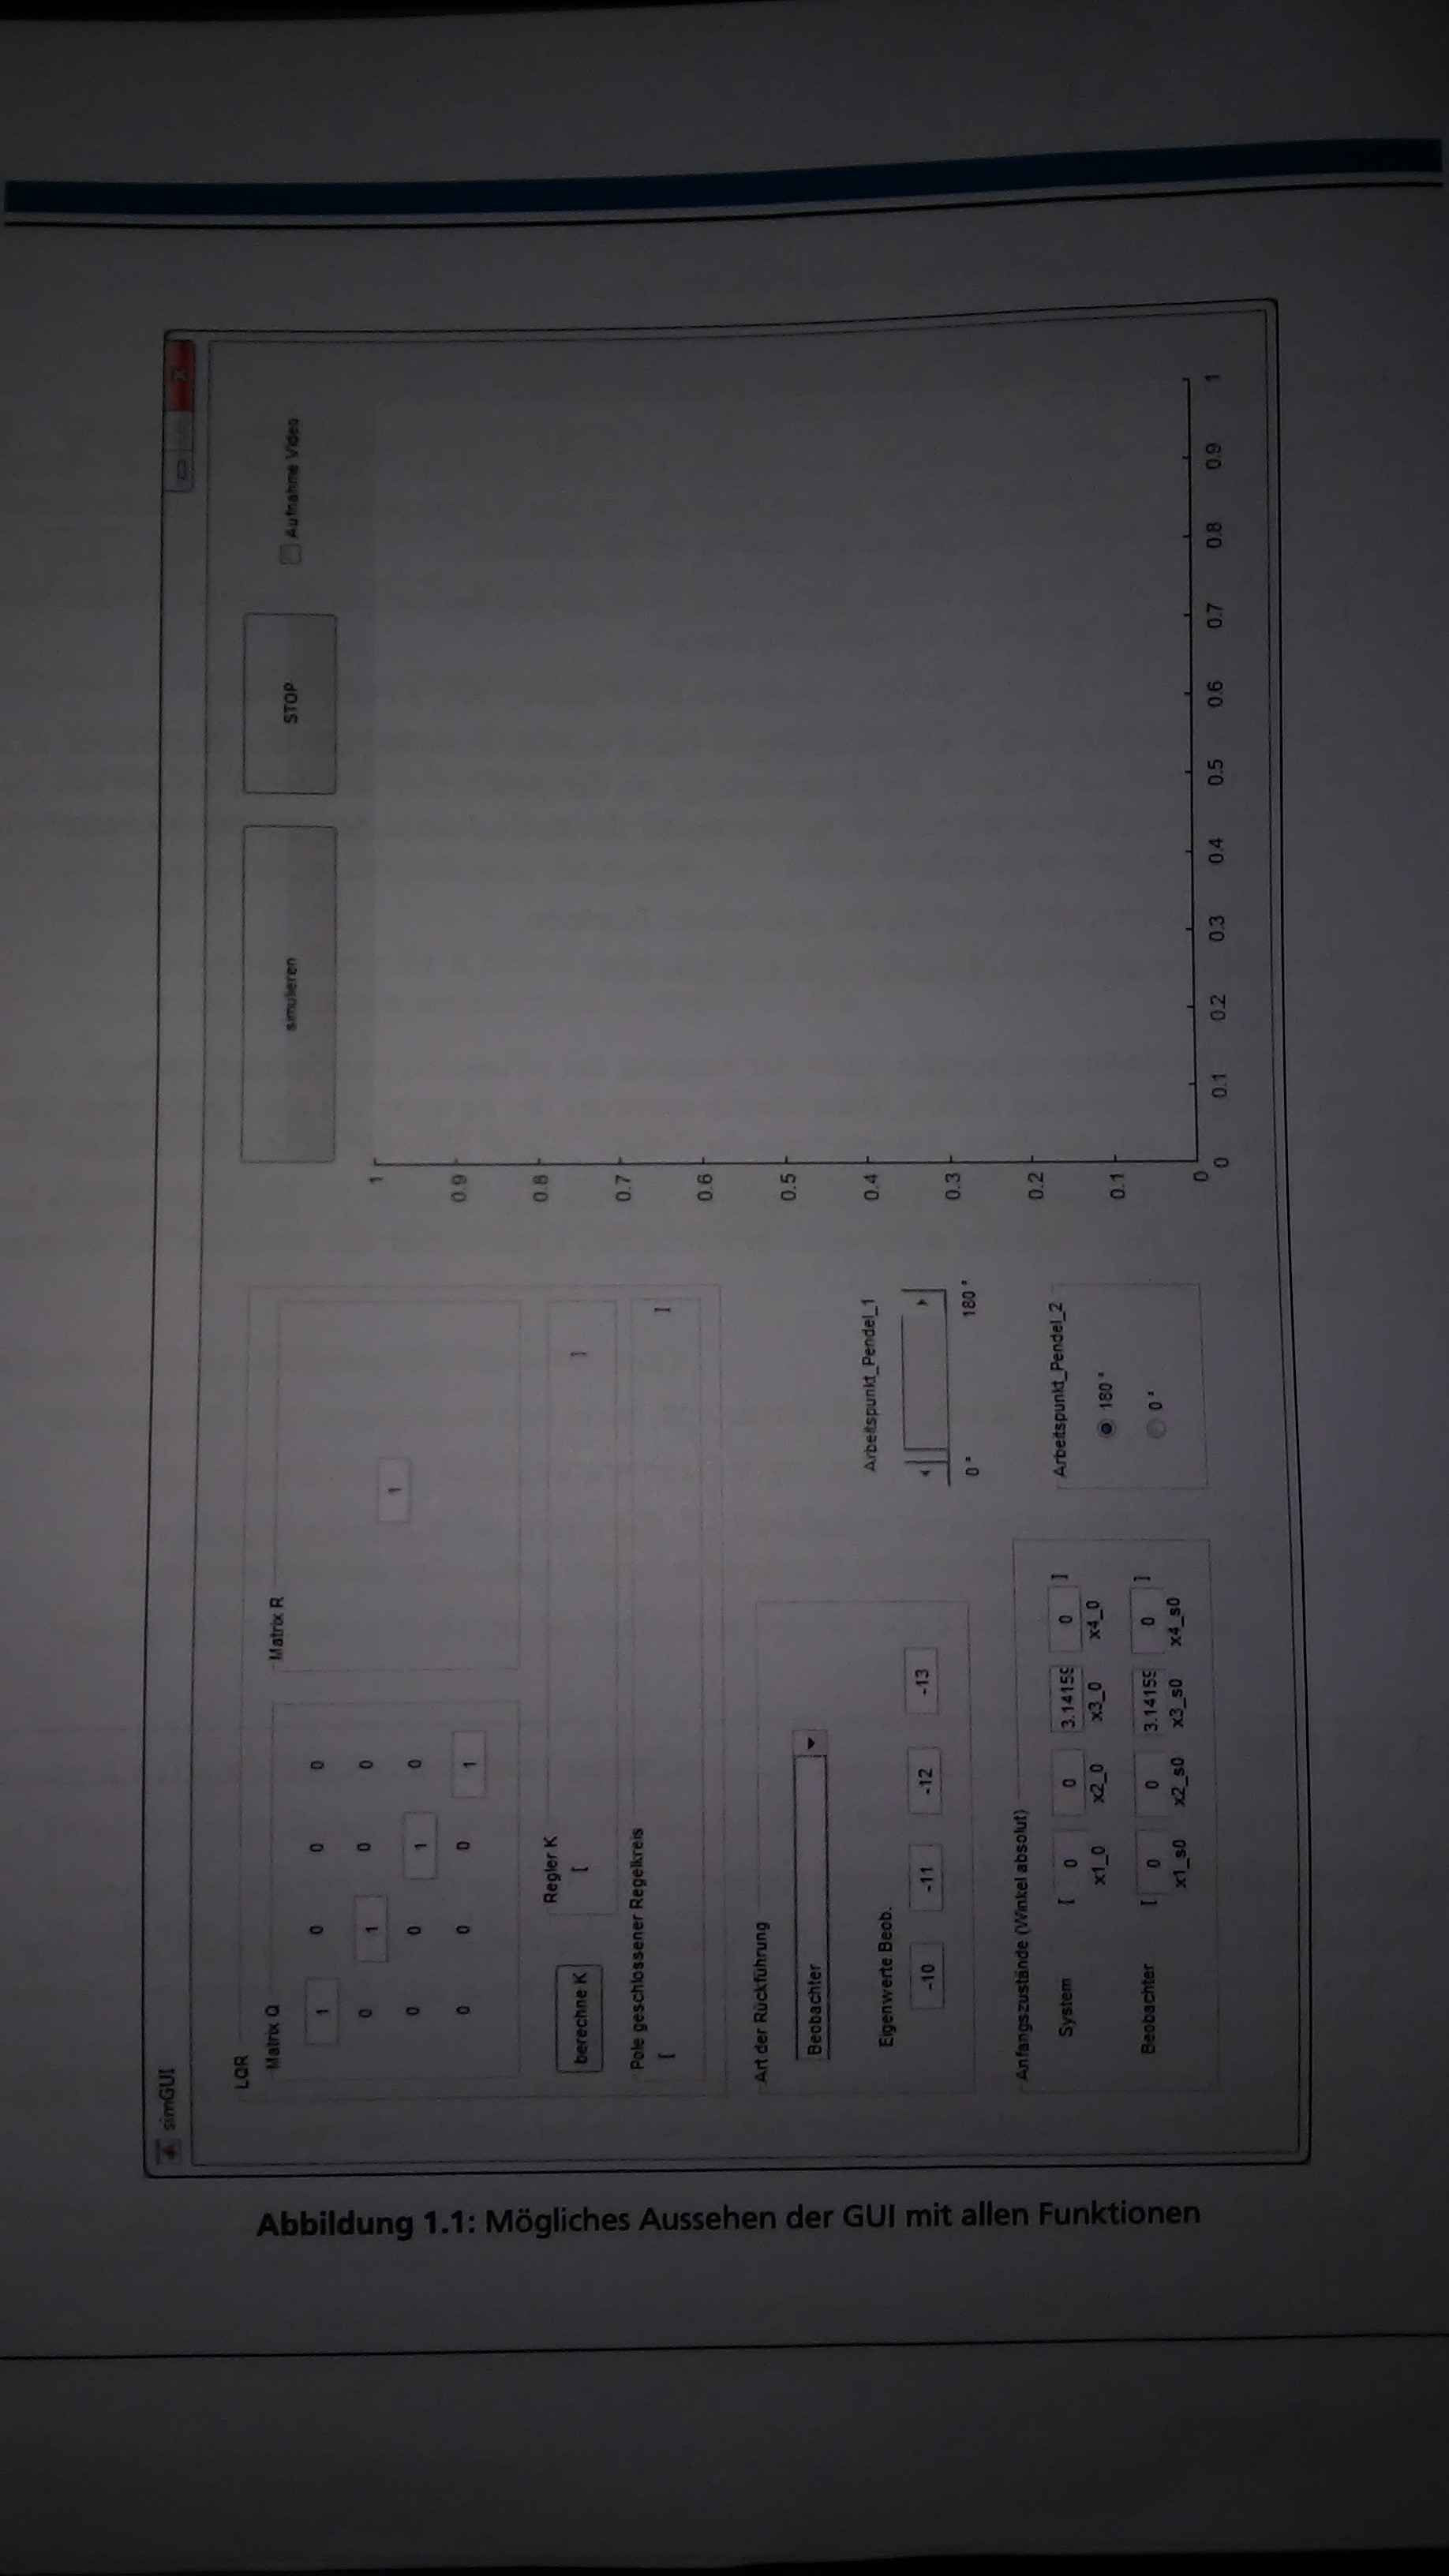 simGUI
LQR
Matrix Q
1 0 0 0
0 1 0 0
0 0 1 0
0 0 0 1
Matrix R
1
berechne K
Regler K
[ ]
Pole geschlossener Regelkreis
[ ]
Art der Rückführung
Beobachter
Eigenwerte Beob.
-10 -11 -12 -13
Arbeitspunkt_Pendel_1
0 ° 180 °
Anfangszustände (Winkel absolut)
System [ 0 0 3.1415 0 ]
x1_0 x2_0 x3_0 x4_0
Beobachter [ 0 0 3.1415 0 ]
x1_s0 x2_s0 x3_s0 x4_s0
Arbeitspunkt_Pendel_2
180 °
0 °
simulieren STOP Aufnahme Video
1
0.9
0.8
0.7
0.6
0.5
0.4
0.3
0.2
0.1
0
0 0.1 0.2 0.3 0.4 0.5 0.6 0.7 0.8 0.9 1
Abbildung 1.1: Mögliches Aussehen der GUI mit allen Funktionen